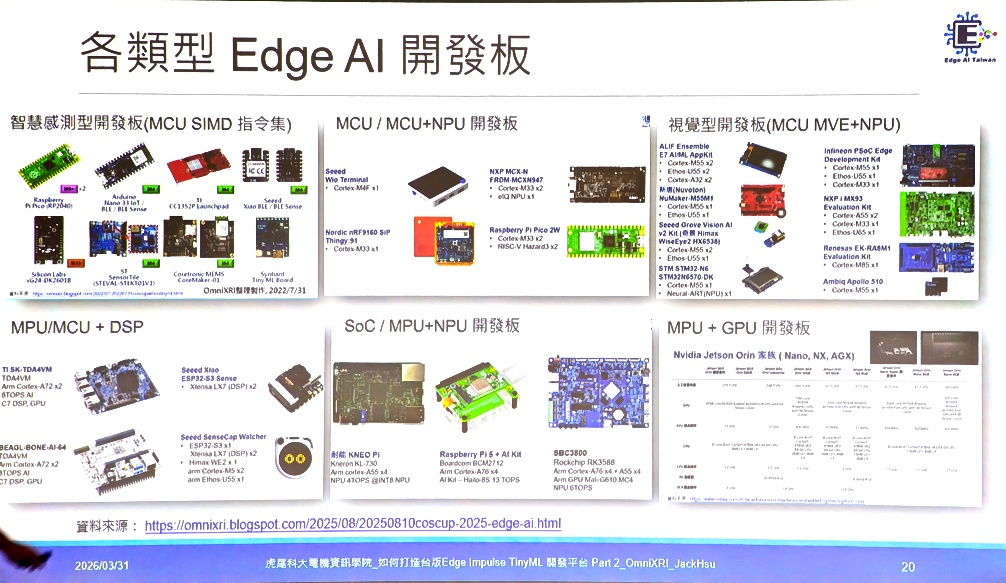 各類型 Edge AI 開發板
Edge AI Taiwan
智慧感測型開發板(MCU SIMD 指令集)
Raspberry
Pi Pico (RP2040)
x2
Arduino
Nano 33 IoT /
BLE / BLE Sense
TI
CC1352P Launchpad
Seeed
Xiao BLE / BLE Sense
Silicon Labs
xG24-DK2601B
ST
SensorTile
(STEVAL-STLKT01V1)
Coretronic MEMS
CoreMaker-01
Syntiant
Tiny ML Board
OmniXRI整理製作, 2022/7/31
MCU / MCU+NPU 開發板
Seeed
Wio Terminal
• Cortex-M4F x1
NXP MCX-N
FRDM-MCXN947
• Cortex-M33 x2
• eIQ NPU x1
Nordic nRF9160 SiP
Thingy:91
• Cortex-M33 x1
Raspberry Pi Pico 2W
• Cortex-M33 x2
• RISC-V Hazard3 x2
視覺型開發板(MCU MVE+NPU)
ALIF Ensemble
E7 AI/ML AppKit
• Cortex-M55 x2
• Ethos-U55 x2
• Cortex-A32 x2
新唐(Nuvoton)
NuMaker-M55M1
• Cortex-M55 x1
• Ethos-U55 x1
Seeed Grove Vision AI
v2 Kit (奇景 Himax
WiseEye2 HX6538)
• Cortex-M55 x2
• Ethos-U55 x1
STM STM32-N6
STM32N6570-DK
• Cortex-M55 x1
• Neural-ART(NPU) x1
Infineon PSoC Edge
Development Kit
• Cortex-M55 x1
• Ethos-U55 x1
• Cortex-M33 x1
NXP i MX93
Evaluation Kit
• Cortex-A55 x2
• Cortex-M33 x1
• Ethos-U65 x1
Renesas EK-RA8M1
• Cortex-M85 x1
Ambiq Apollo 510
• Cortex-M55 x1
MPU/MCU + DSP
TI SK-TDA4VM
TDA4VM
Arm Cortex-A72 x2
8TOPS AI
C7 DSP, GPU
Seeed Xiao
ESP32-S3 Sense
• Xtensa LX7 (DSP) x2
BEAGL-BONE-AI-64
TDA4VM
Arm Cortex-A72 x2
8TOPS AI
C7 DSP, GPU
Seeed SenseCap Watcher
• ESP32-S3 x1
Xtensa LX7 (DSP) x2
• Himax WE2 x 1
arm Cortex-M5 x2
arm Ethos-U55 x1
SoC / MPU+NPU 開發板
耐能 KNEO Pi
Kneron KL-730
Arm cortex-A55 x4
NPU 4TOPS @INT8 NPU
Raspberry Pi 5 + AI Kit
Boardcom BCM2712
Arm Cortex-A76 x4
AI Kit – Hailo-8S 13 TOPS
SBC3800
Rockchip RK3588
Arm Cortex-A76 x4 + A55 x4
Arm GPU Mali-G610 MC4
NPU 6TOPS
MPU + GPU 開發板
Nvidia Jetson Orin 家族 ( Nano, NX, AGX)
資料來源： https://omnixri.blogspot.com/2025/08/20250810coscup-2025-edge-ai.html
2026/03/31
虎尾科大電機資訊學院_如何打造台版Edge Impulse TinyML 開發平台 Part 2_OmniXRI_JackHsu
20